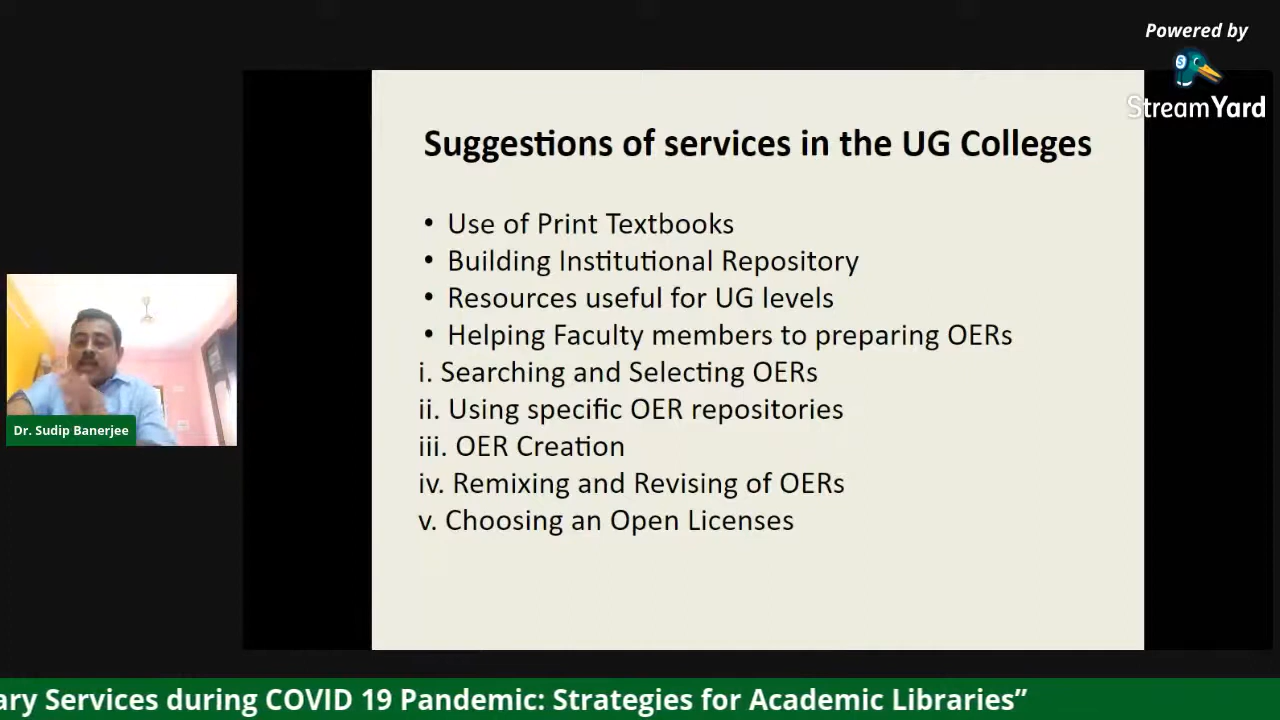 Powered by
StreamYard
Suggestions of services in the UG Colleges
• Use of Print Textbooks
• Building Institutional Repository
• Resources useful for UG levels
• Helping Faculty members to preparing OERs
i. Searching and Selecting OERs
ii. Using specific OER repositories
iii. OER Creation
iv. Remixing and Revising of OERs
v. Choosing an Open Licenses
Dr. Sudip Banerjee
ary Services during COVID 19 Pandemic: Strategies for Academic Libraries”